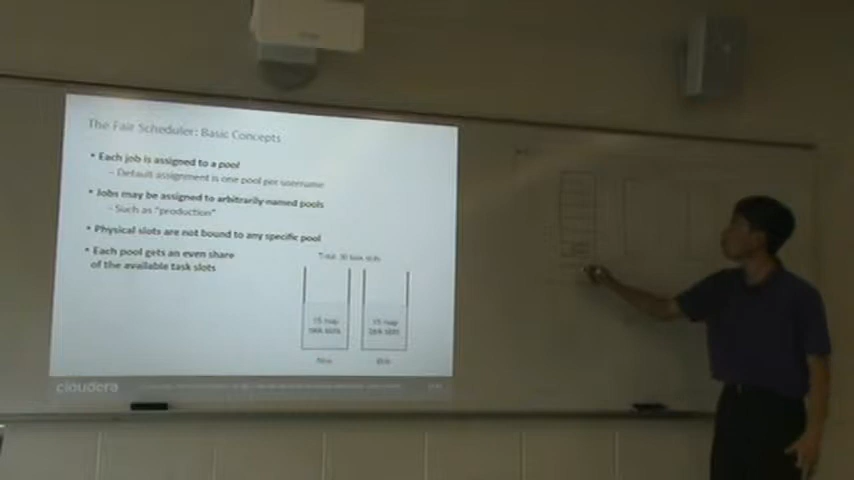 The Fair Scheduler: Basic Concepts
• Each job is assigned to a pool
– Default assignment is one pool per username
• Jobs may be assigned to arbitrarily-named pools
– Such as "production"
• Physical slots are not bound to any specific pool
• Each pool gets an even share
of the available task slots
Total: 30 task slots
15 map
task slots
15 map
task slots
cloudera